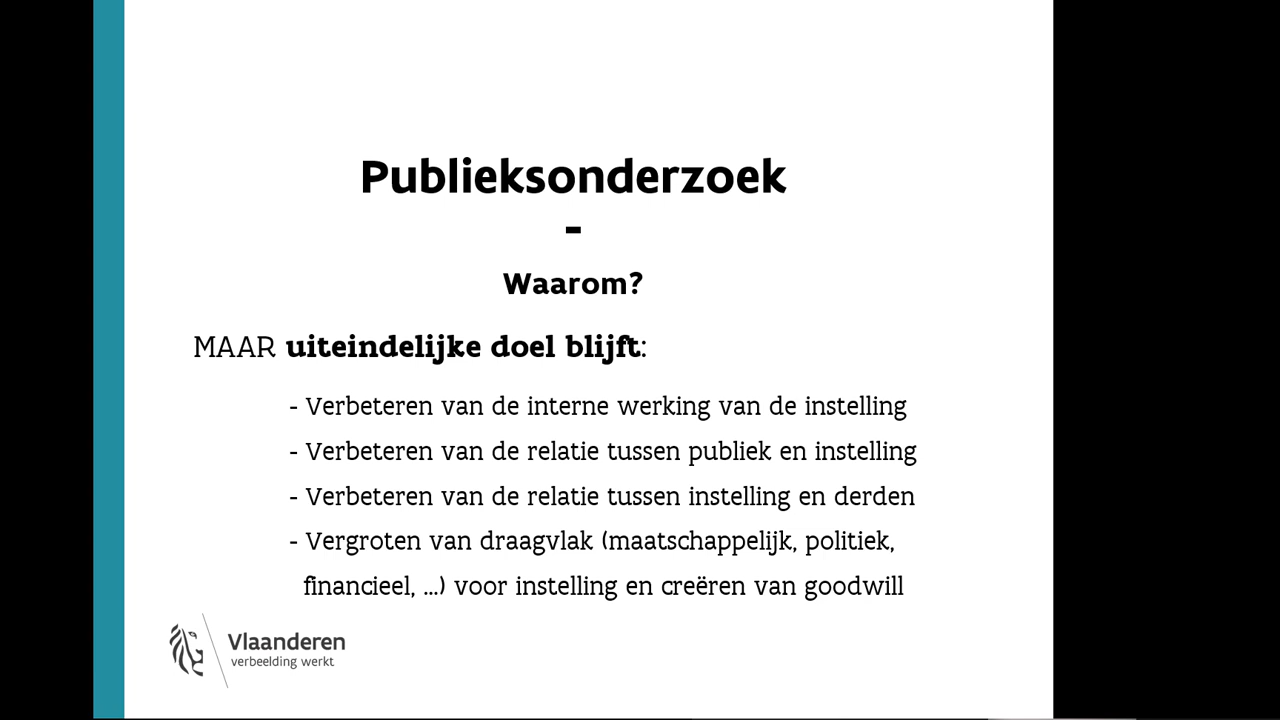 Publieksonderzoek
-
Waarom?
MAAR uiteindelijke doel blijft:
- Verbeteren van de interne werking van de instelling
- Verbeteren van de relatie tussen publiek en instelling
- Verbeteren van de relatie tussen instelling en derden
- Vergroten van draagvlak (maatschappelijk, politiek,
financieel, ...) voor instelling en creëren van goodwill
Vlaanderen
verbeelding werkt